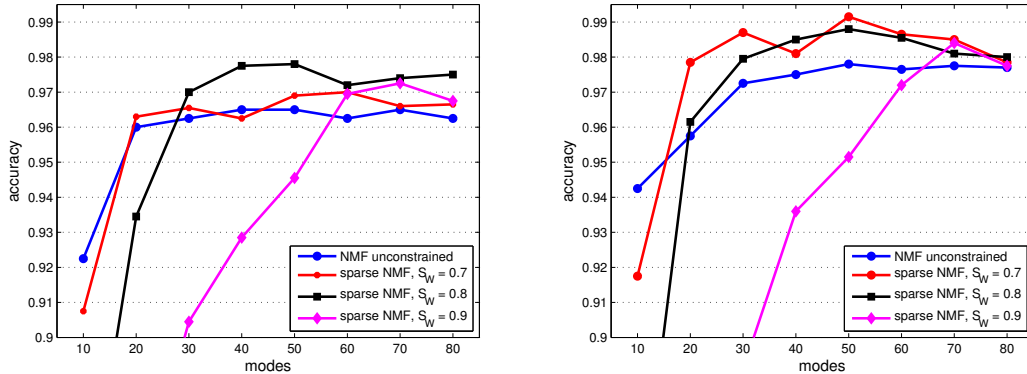 0.99
0.98
0.97
0.96
0.95
0.94
0.93
0.92
0.91
0.9
accuracy
10 20 30 40 50 60 70 80
modes
NMF unconstrained
sparse NMF, S_W = 0.7
sparse NMF, S_W = 0.8
sparse NMF, S_W = 0.9
0.99
0.98
0.97
0.96
0.95
0.94
0.93
0.92
0.91
0.9
accuracy
10 20 30 40 50 60 70 80
modes
NMF unconstrained
sparse NMF, S_W = 0.7
sparse NMF, S_W = 0.8
sparse NMF, S_W = 0.9